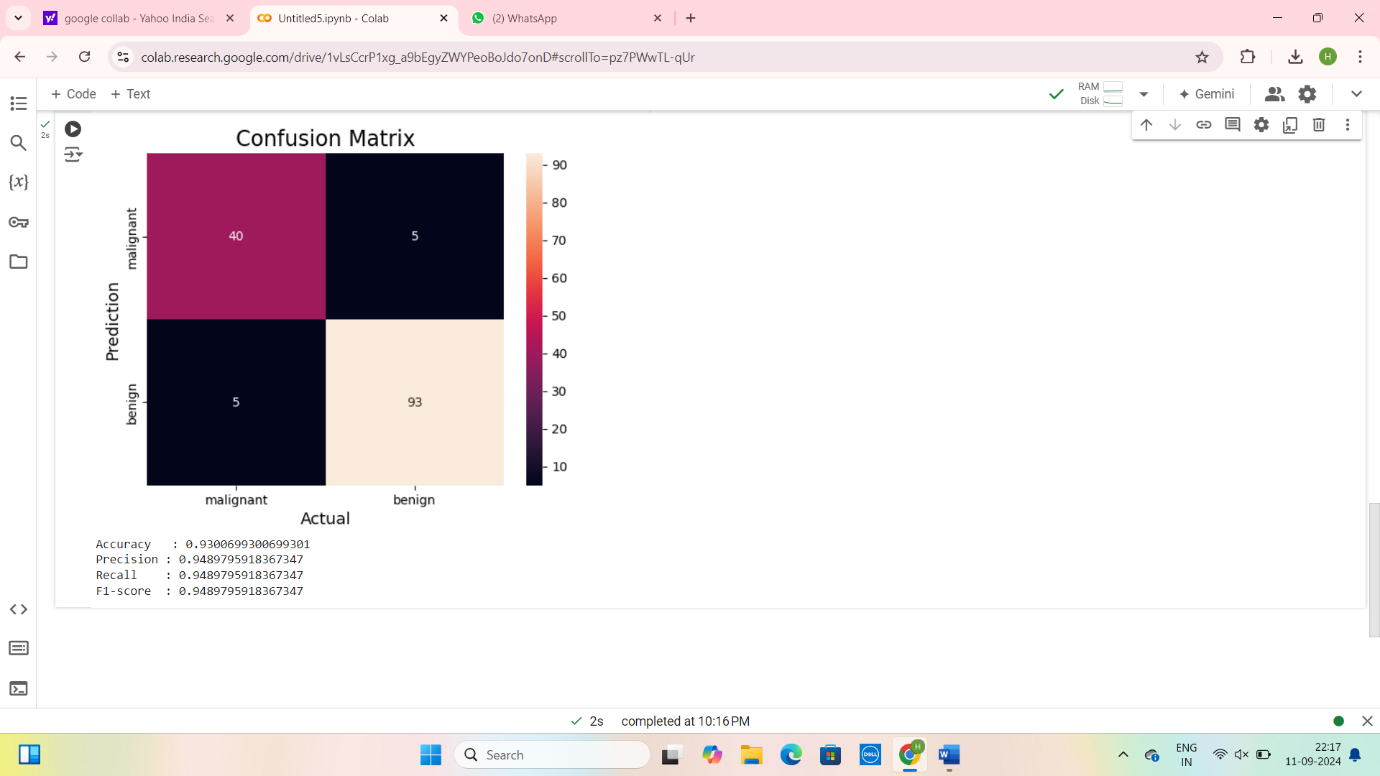 google collab - Yahoo India Sea
Untitled5.ipynb - Colab
(2) WhatsApp
colab.research.google.com/drive/1vLsCcrP1xg_a9bEgyZWYPeoBoJdo7onD#scrollTo=pz7PWwTL-qUr
H
+ Code + Text
RAM
Disk
Gemini
2s
{x}
Confusion Matrix
malignant
benign
Prediction
40
5
5
93
malignant
benign
Actual
90
80
70
60
50
40
30
20
10
Accuracy : 0.9300699300699301
Precision : 0.9489795918367347
Recall : 0.9489795918367347
F1-score : 0.9489795918367347
2s completed at 10:16 PM
Search
DELL
H
W
ENG
IN
22:17
11-09-2024